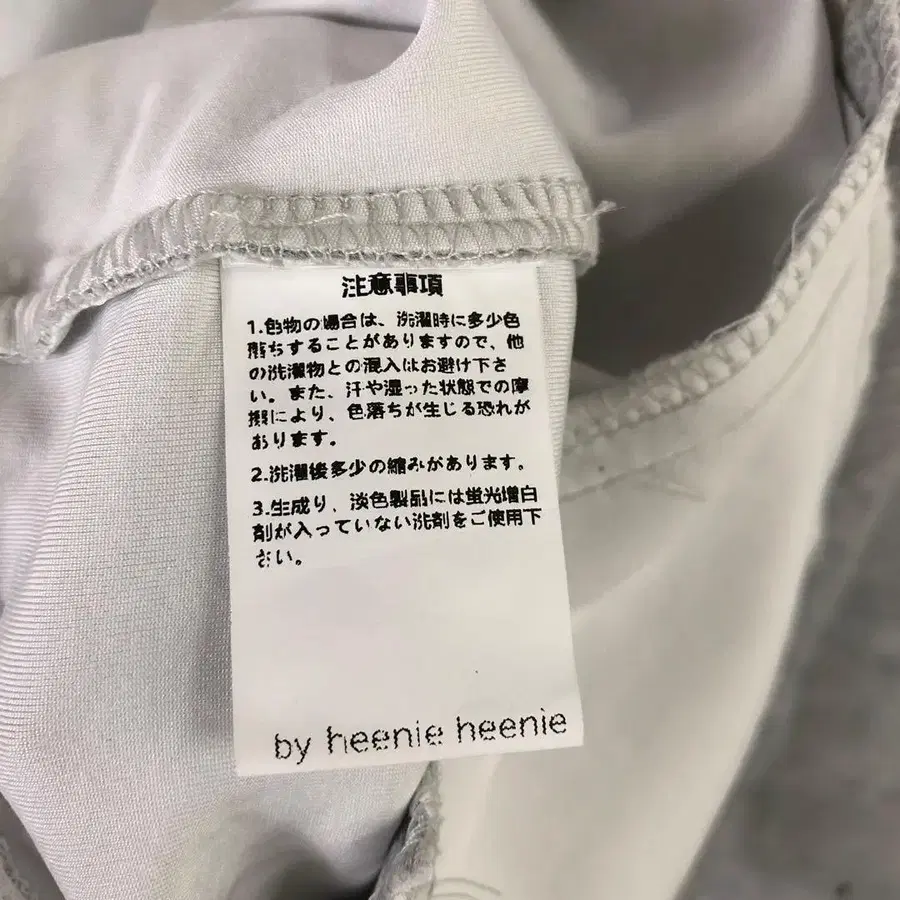 注意事項
1.色物の場合は、洗濯時に多少色
落ちすることがありますので、他
の洗濯物との混入はお避け下さ
い。また、汗や湿った状態での摩
擦により、色落ちが生じる恐れが
あります。
2.洗濯後多少の縮みがあります。
3.生成り、淡色製品には蛍光増白
剤が入っていない洗剤をご使用下
さい。
by heenie heenie